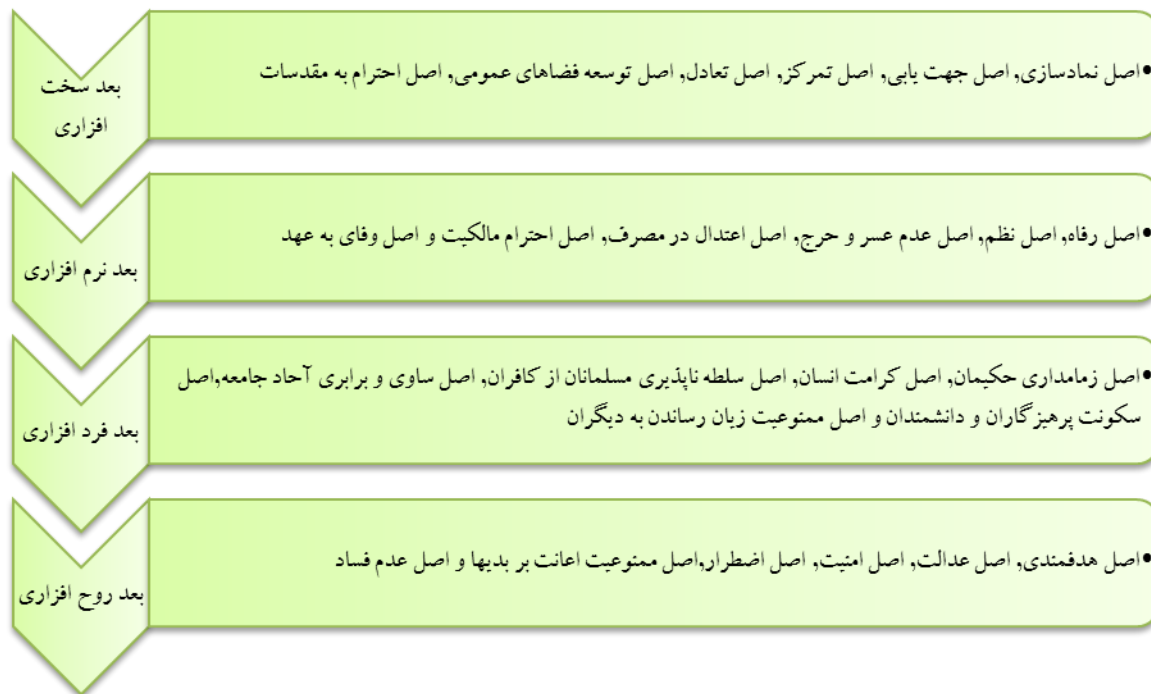 بعد سخت
افزاری
•اصل نمادسازی, اصل جهت یابی, اصل تمرکز, اصل تعادل, اصل توسعه فضاهای عمومی, اصل احترام به مقدسات
بعد نرم افزاری
•اصل رفاه, اصل نظم, اصل عدم عسر و حرج, اصل اعتدال در مصرف, اصل احترام مالکیت و اصل وفای به عهد
بعد فرد افزاری
•اصل زمامداری حکیمان, اصل کرامت انسان, اصل سلطه ناپذیری مسلمانان از کافران, اصل ساوی و برابری آحاد جامعه,اصل
سکونت پرهیزگاران و دانشمندان و اصل ممنوعیت زیان رساندن به دیگران
بعد روح افزاری
•اصل هدفمندی, اصل عدالت, اصل امنیت, اصل اضطرار,اصل ممنوعیت اعانت بر بدیها و اصل عدم فساد